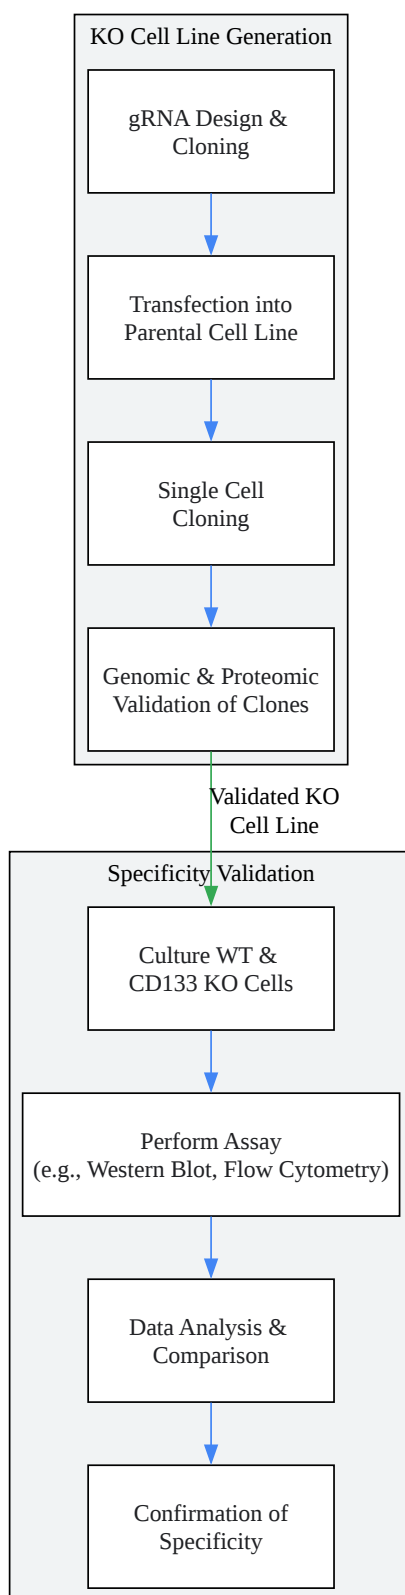 KO Cell Line Generation
gRNA Design &
Cloning
Transfection into
Parental Cell Line
Single Cell
Cloning
Genomic & Proteomic
Validation of Clones
Validated KO
Cell Line
Specificity Validation
Culture WT &
CD133 KO Cells
Perform Assay
(e.g., Western Blot, Flow Cytometry)
Data Analysis &
Comparison
Confirmation of
Specificity